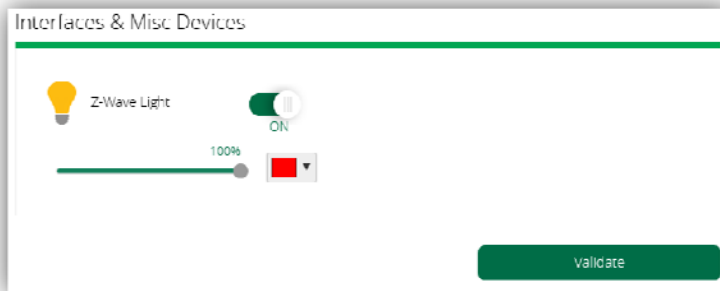 Interfaces & Misc Devices
Z-Wave Light
ON
100%
Validate